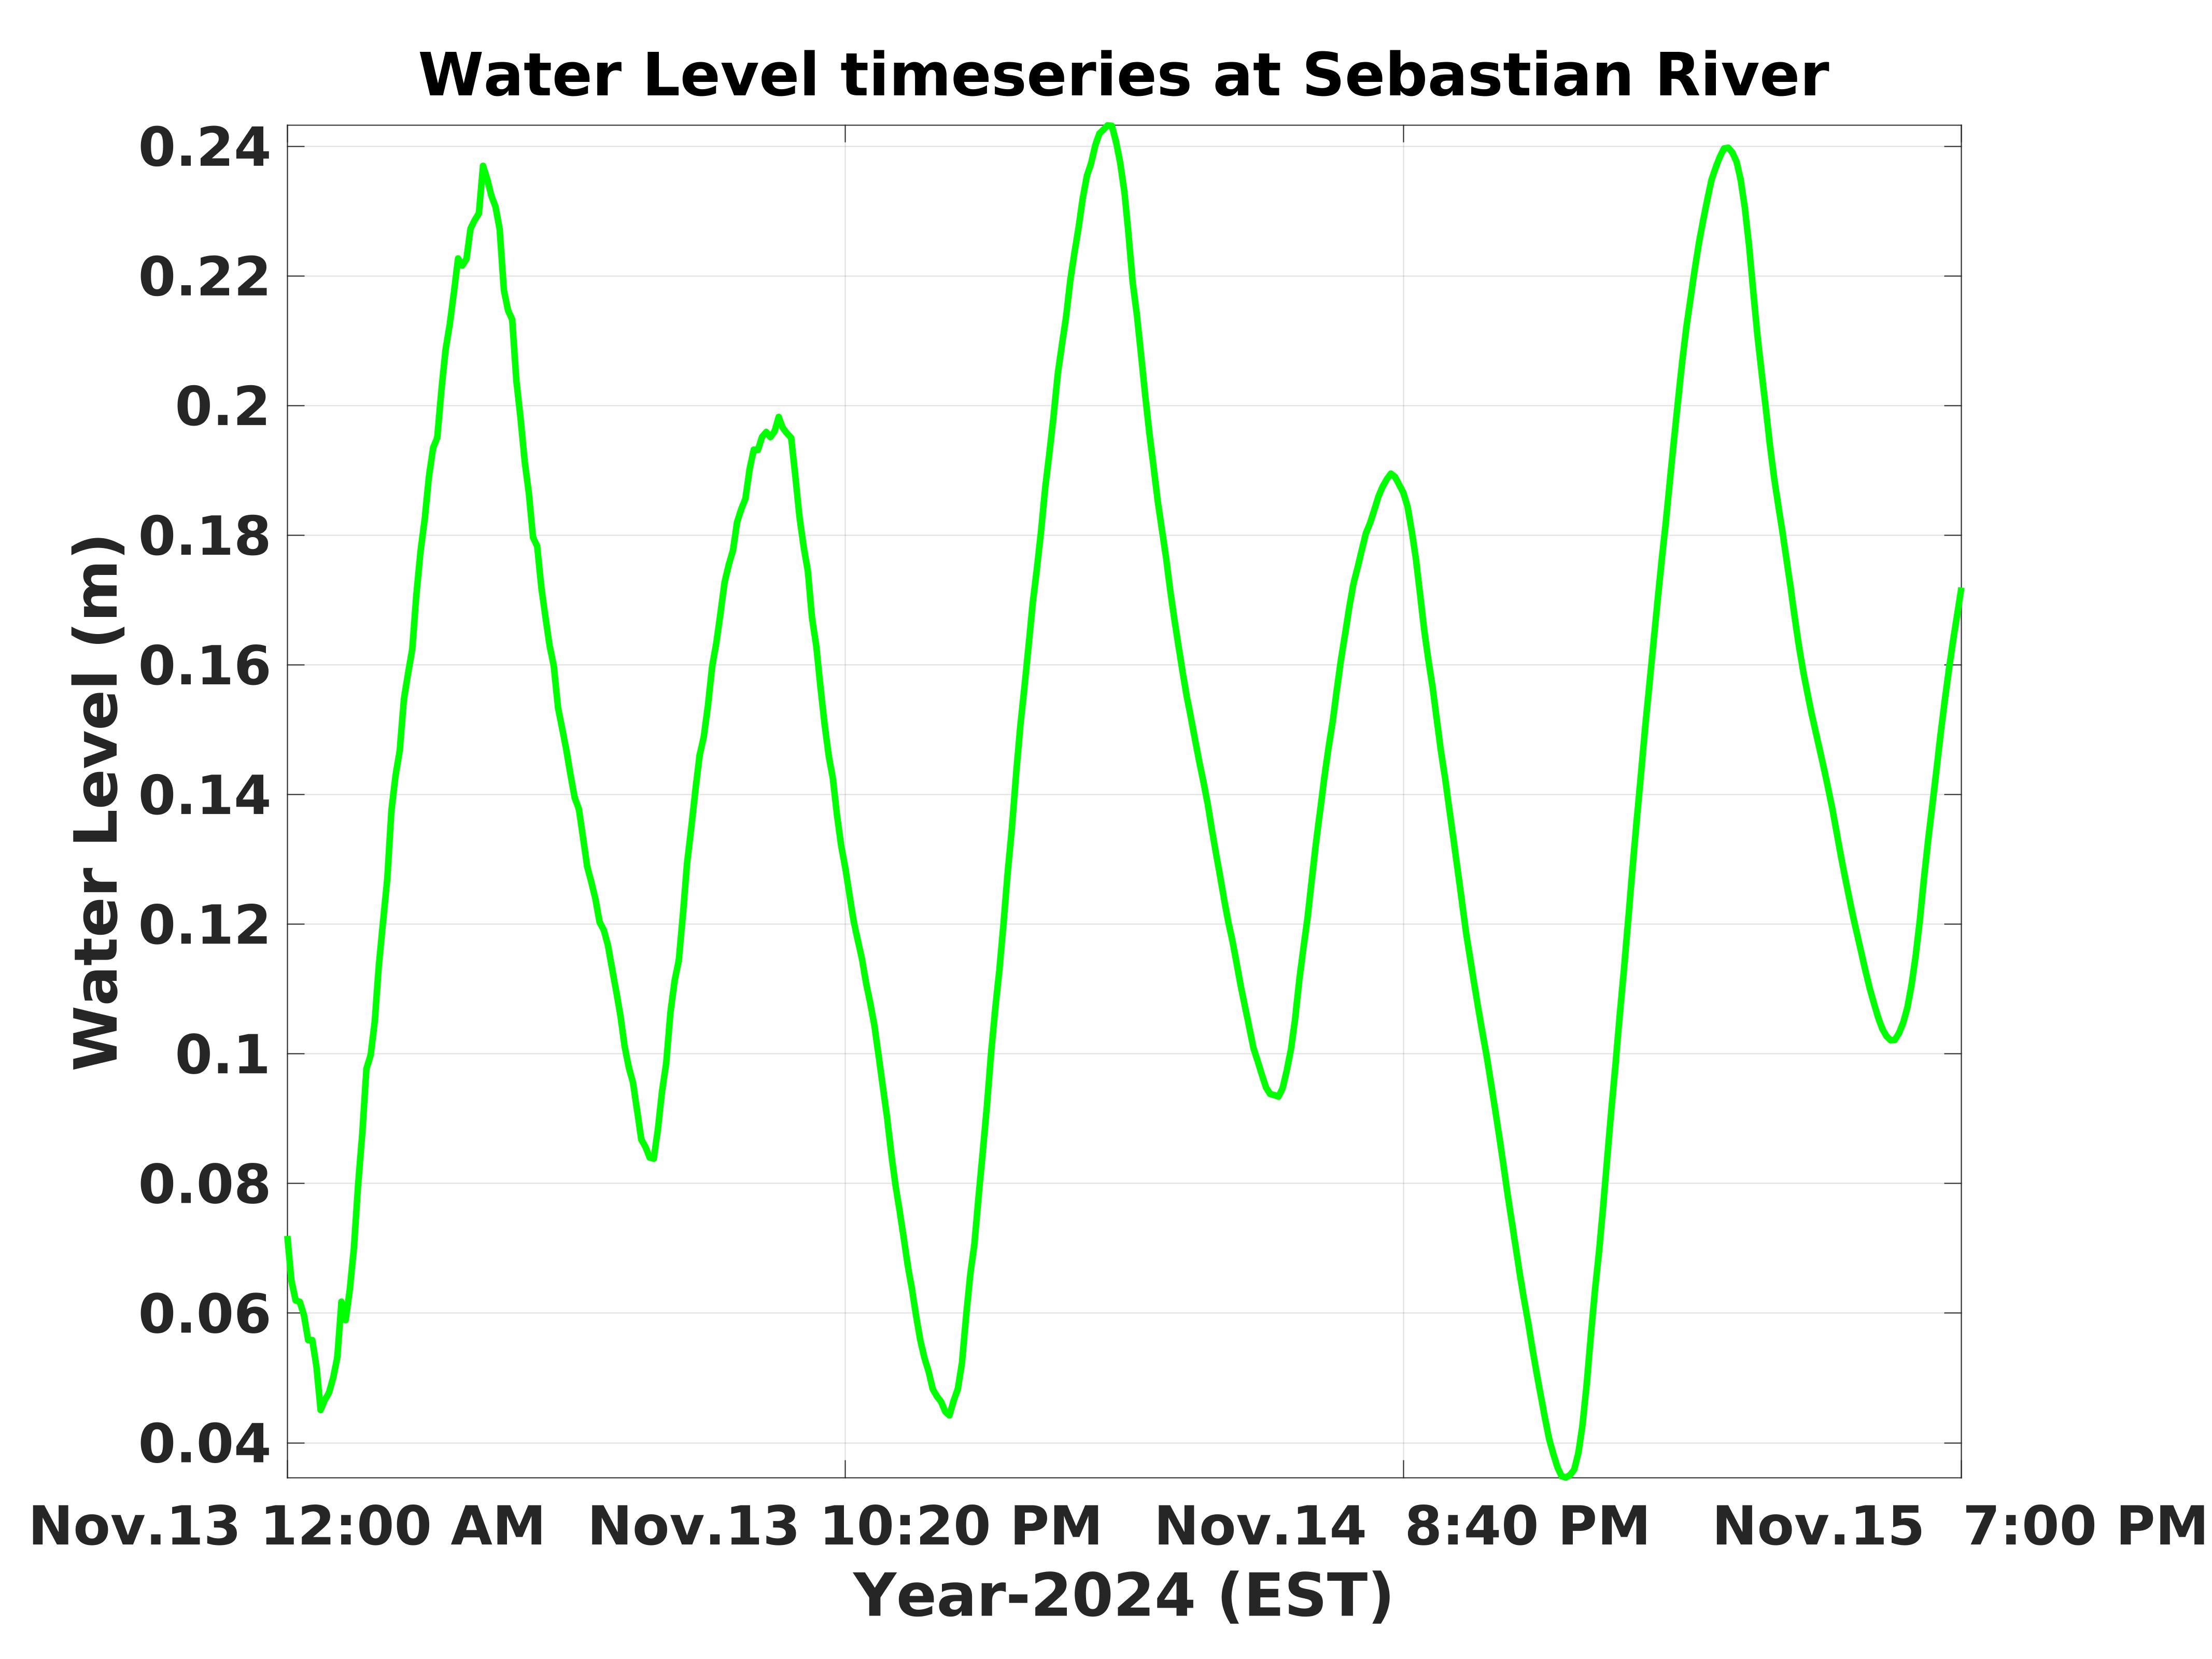 Water Level timeseries at Sebastian River
0.24
0.22
0.2
0.18
0.16
0.14
0.12
0.1
0.08
0.06
0.04
Water Level (m)
Nov.13 12:00 AM Nov.13 10:20 PM Nov.14 8:40 PM Nov.15 7:00 PM
Year-2024 (EST)